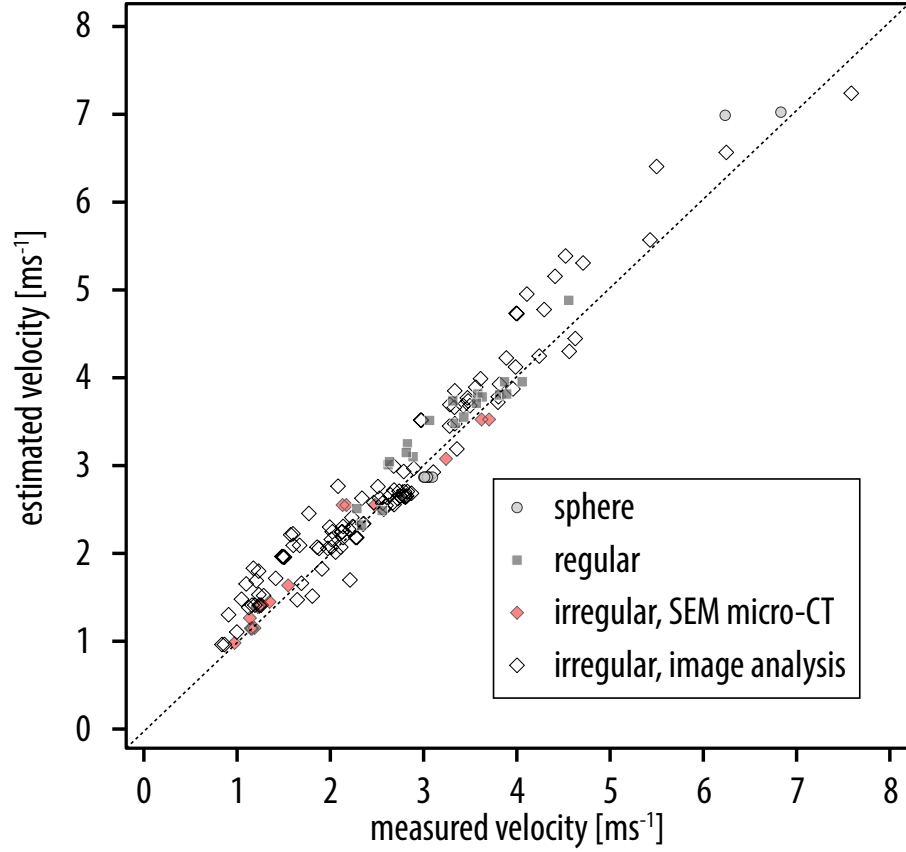 8
7
6
5
4
3
2
1
0
estimated velocity [ms⁻¹]
sphere
regular
irregular, SEM micro-CT
irregular, image analysis
0 1 2 3 4 5 6 7 8
measured velocity [ms⁻¹]